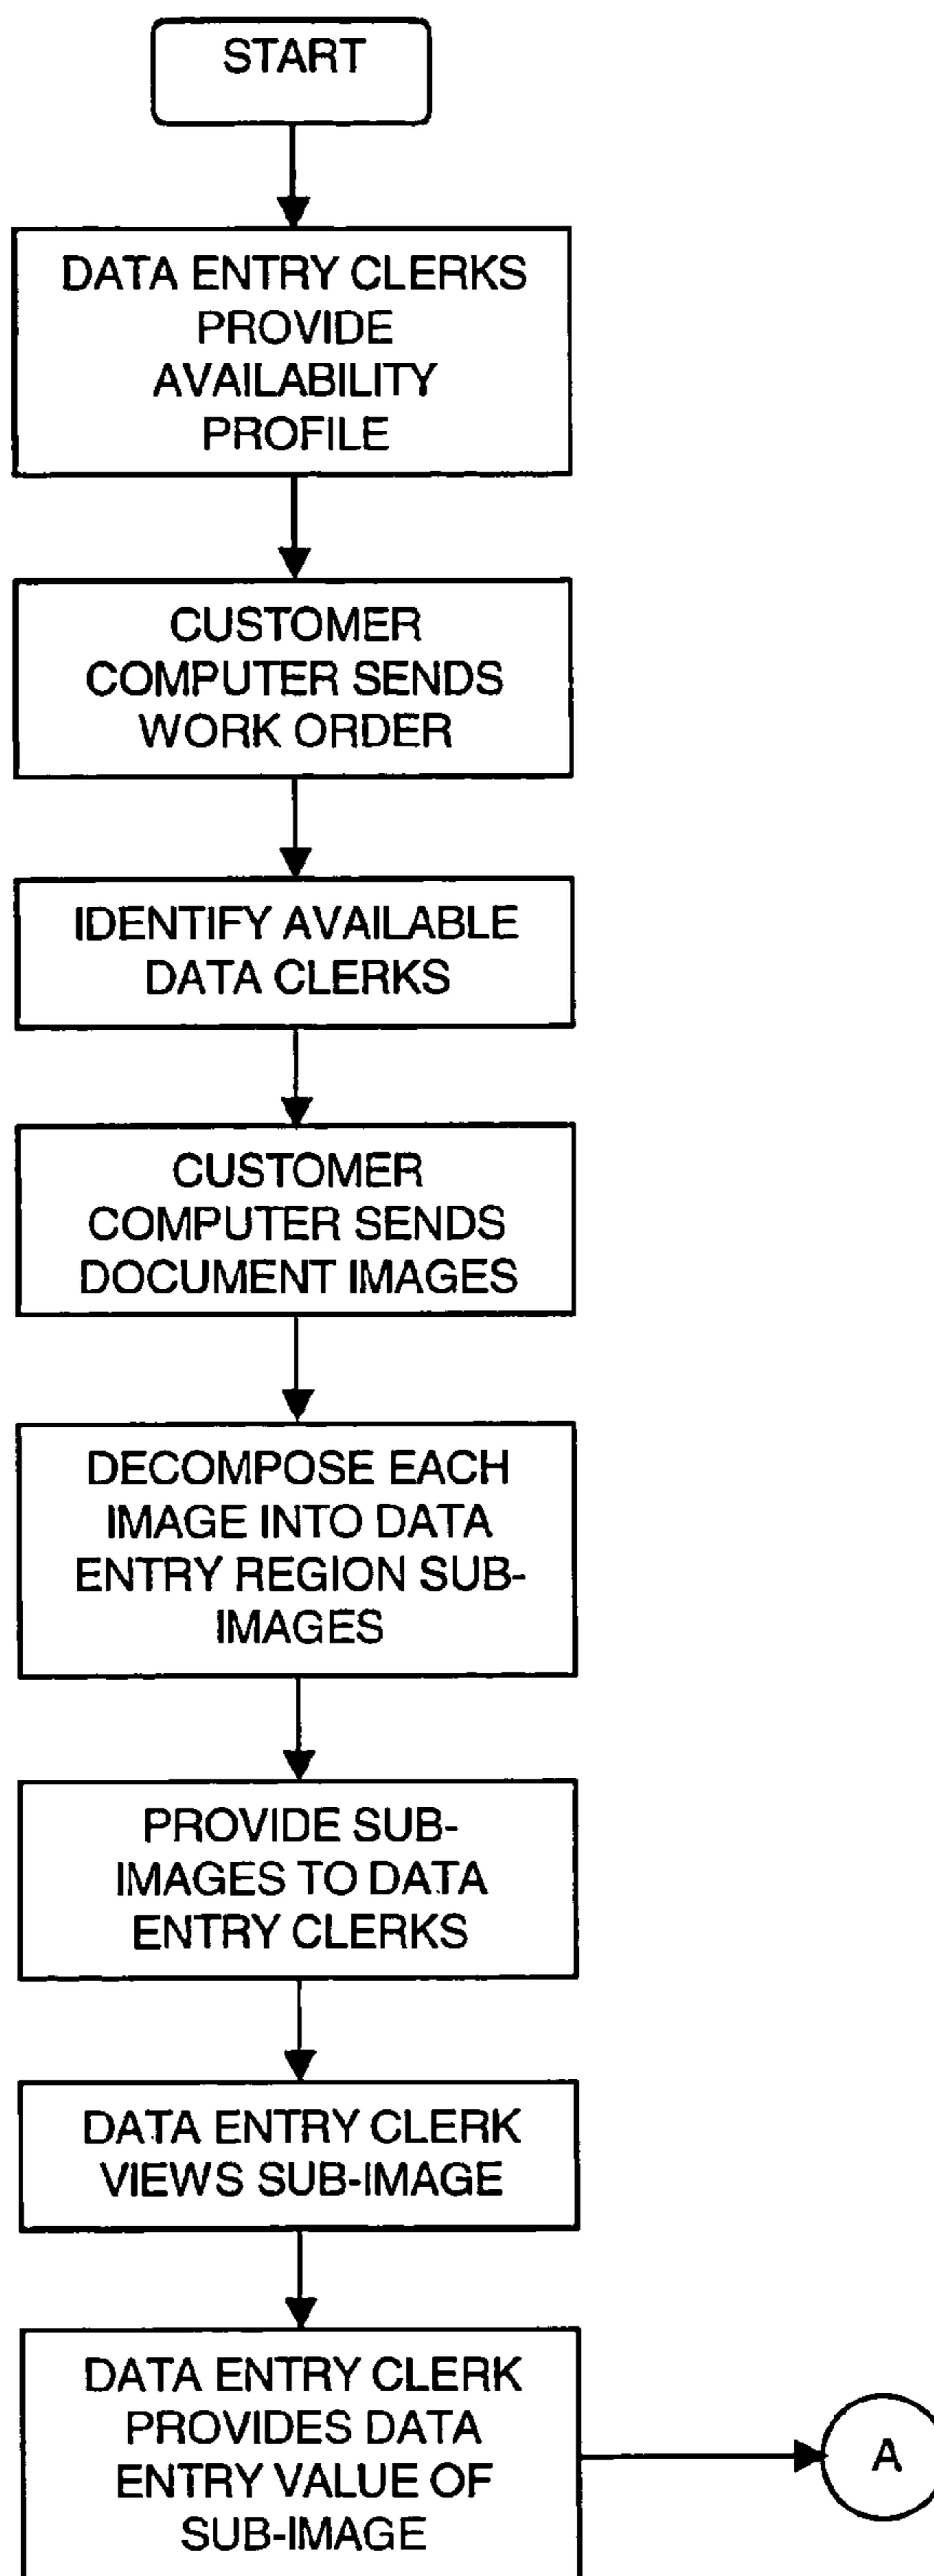 START
DATA ENTRY CLERKS
PROVIDE
AVAILABILITY
PROFILE
CUSTOMER
COMPUTER SENDS
WORK ORDER
IDENTIFY AVAILABLE
DATA CLERKS
CUSTOMER
COMPUTER SENDS
DOCUMENT IMAGES
DECOMPOSE EACH
IMAGE INTO DATA
ENTRY REGION SUB-
IMAGES
PROVIDE SUB-
IMAGES TO DATA
ENTRY CLERKS
DATA ENTRY CLERK
VIEWS SUB-IMAGE
DATA ENTRY CLERK
PROVIDES DATA
ENTRY VALUE OF
SUB-IMAGE
A